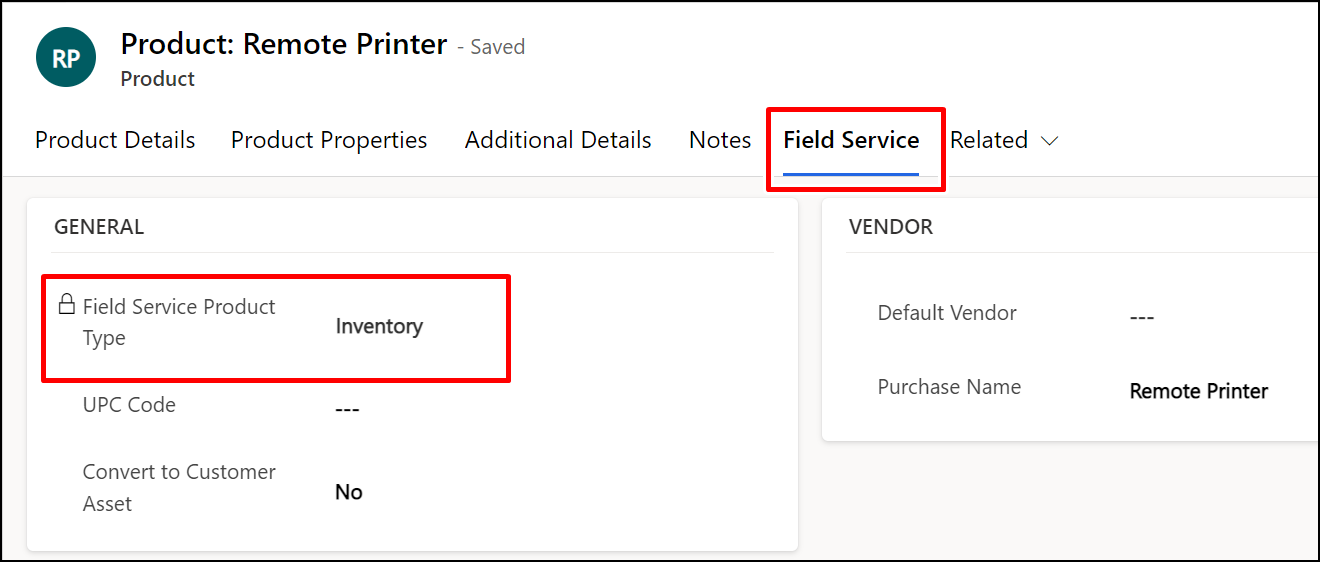 RP
Product: Remote Printer - Saved
Product
Product Details Product Properties Additional Details Notes Field Service Related
GENERAL
Field Service Product
Type
Inventory
UPC Code
---
Convert to Customer
Asset
No
VENDOR
Default Vendor
---
Purchase Name
Remote Printer